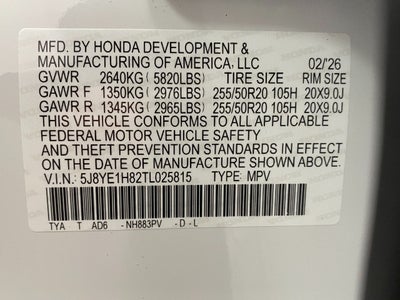 MFD. BY HONDA DEVELOPMENT &
MANUFACTURING OF AMERICA, LLC 02/'26
GVWR 2640KG (5820LBS) TIRE SIZE RIM SIZE
GAWR F 1350KG (2976LBS) 255/50R20 105H 20X9.0J
GAWR R 1345KG (2965LBS) 255/50R20 105H 20X9.0J
THIS VEHICLE CONFORMS TO ALL APPLICABLE
FEDERAL MOTOR VEHICLE SAFETY
AND THEFT PREVENTION STANDARDS IN EFFECT ON
THE DATE OF MANUFACTURE SHOWN ABOVE.
V.I.N.: 5J8YE1H82TL025815 TYPE: MPV
TYA T AD6 -NH883PV -D-L